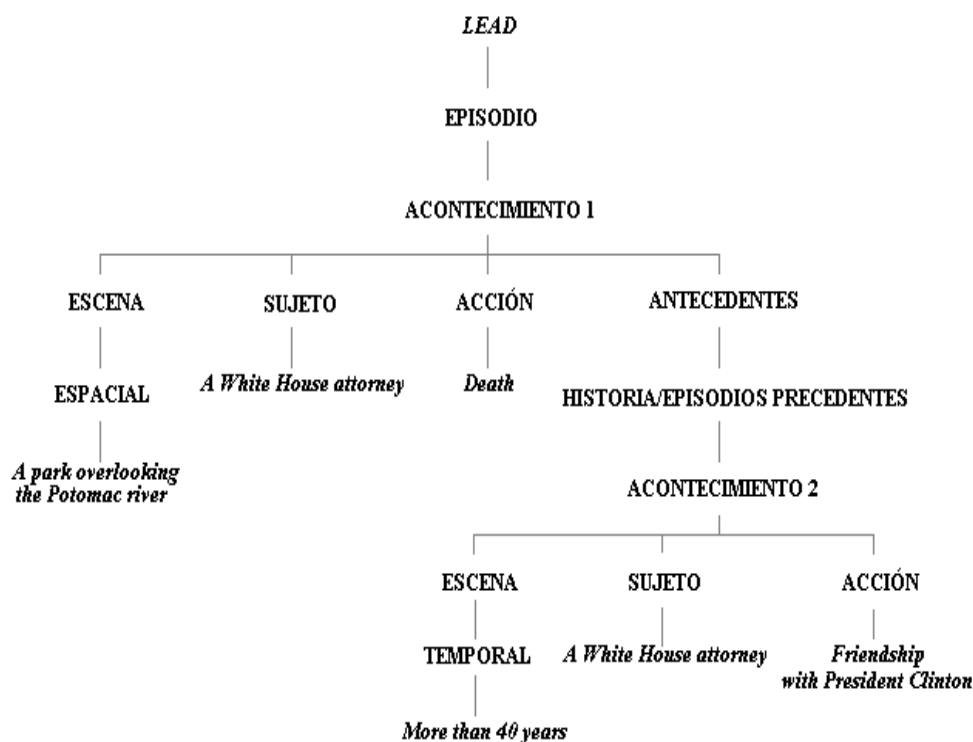 LEAD
EPISODIO
ACONTECIMIENTO 1
ESCENA
SUJETO
ACCIÓN
ANTECEDENTES
ESPACIAL
A White House attorney
Death
HISTORIA/EPISODIOS PRECEDENTES
A park overlooking
the Potomac river
ACONTECIMIENTO 2
ESCENA
SUJETO
ACCIÓN
TEMPORAL
A White House attorney
Friendship
with President Clinton
More than 40 years